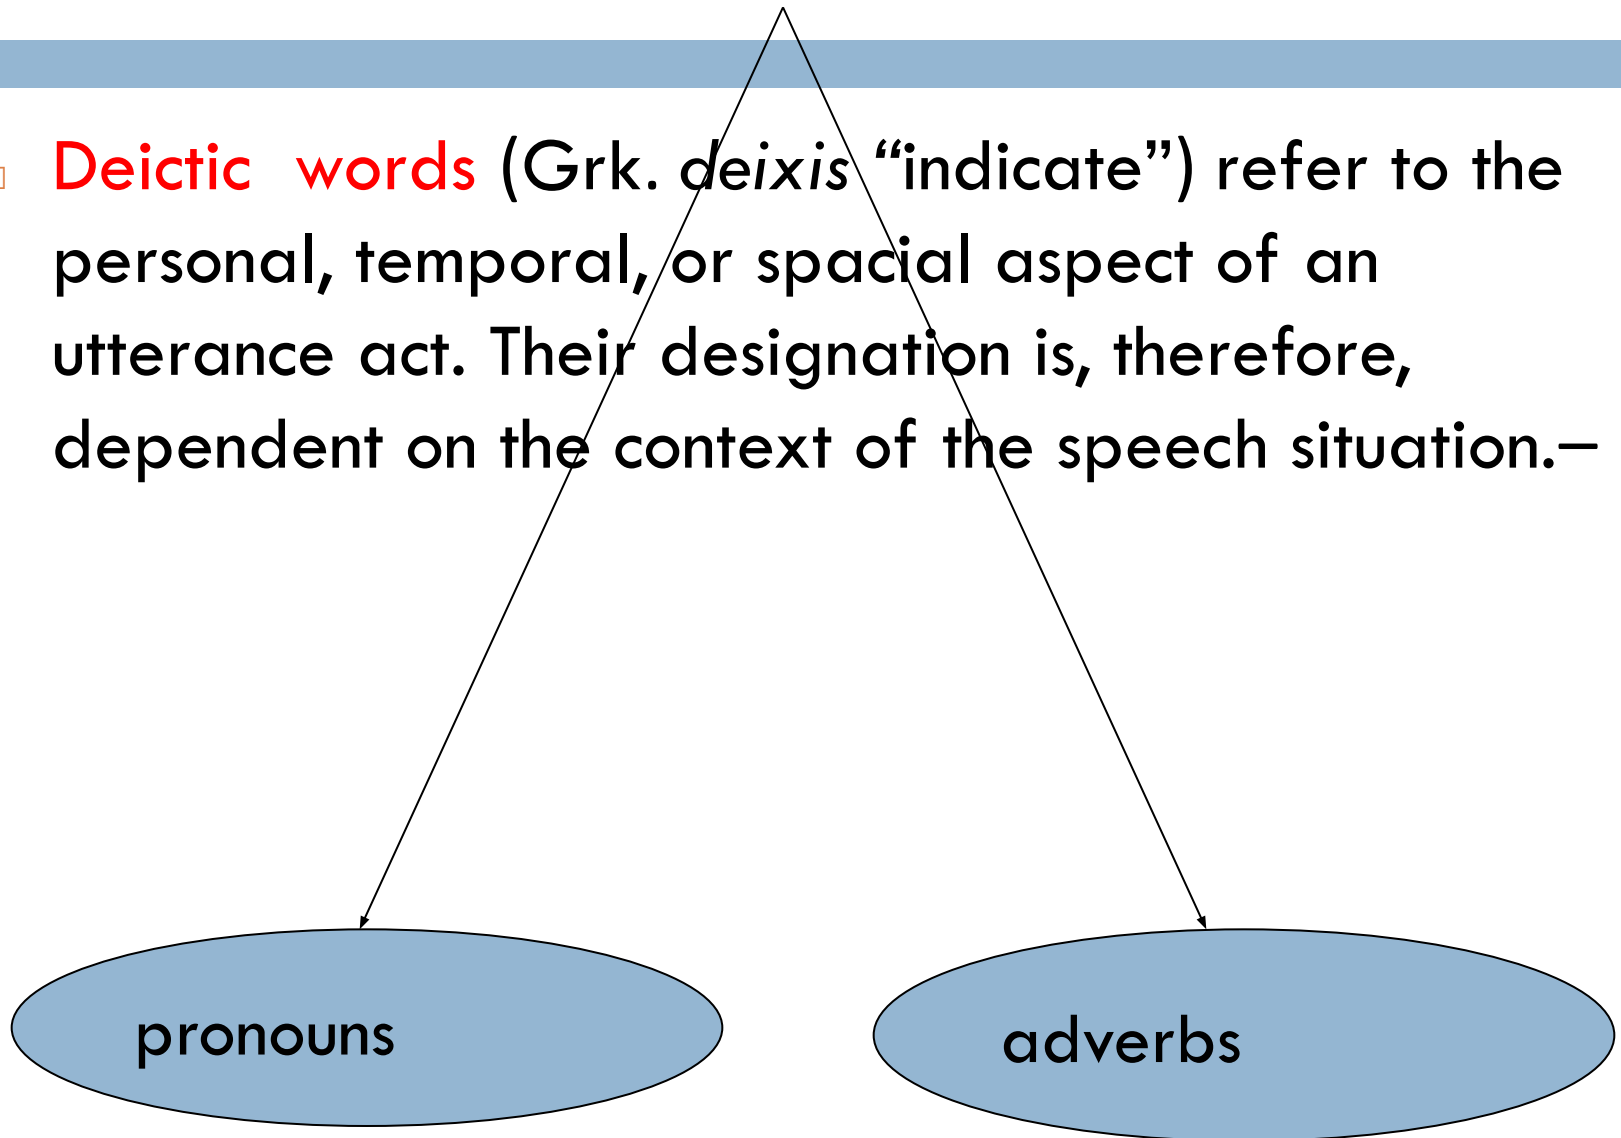 Deictic words (Grk. deixis “indicate”) refer to the
personal, temporal, or spacial aspect of an
utterance act. Their designation is, therefore,
dependent on the context of the speech situation.–
pronouns
adverbs